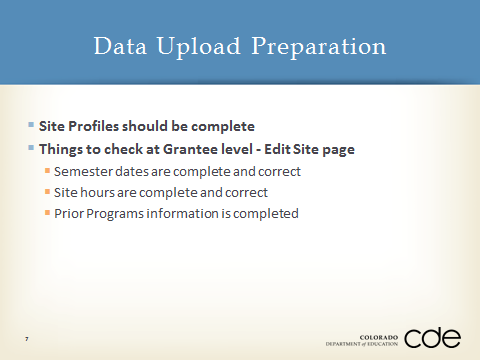 Data Upload Preparation
Site Profiles should be complete
Things to check at Grantee level - Edit Site page
Semester dates are complete and correct
Site hours are complete and correct
Prior Programs information is completed
7
COLORADO
DEPARTMENT of EDUCATION
cde